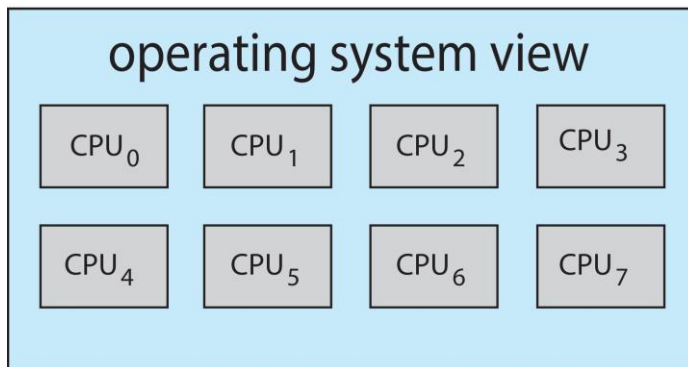 operating system view
CPU₀ CPU₁ CPU₂ CPU₃
CPU₄ CPU₅ CPU₆ CPU₇